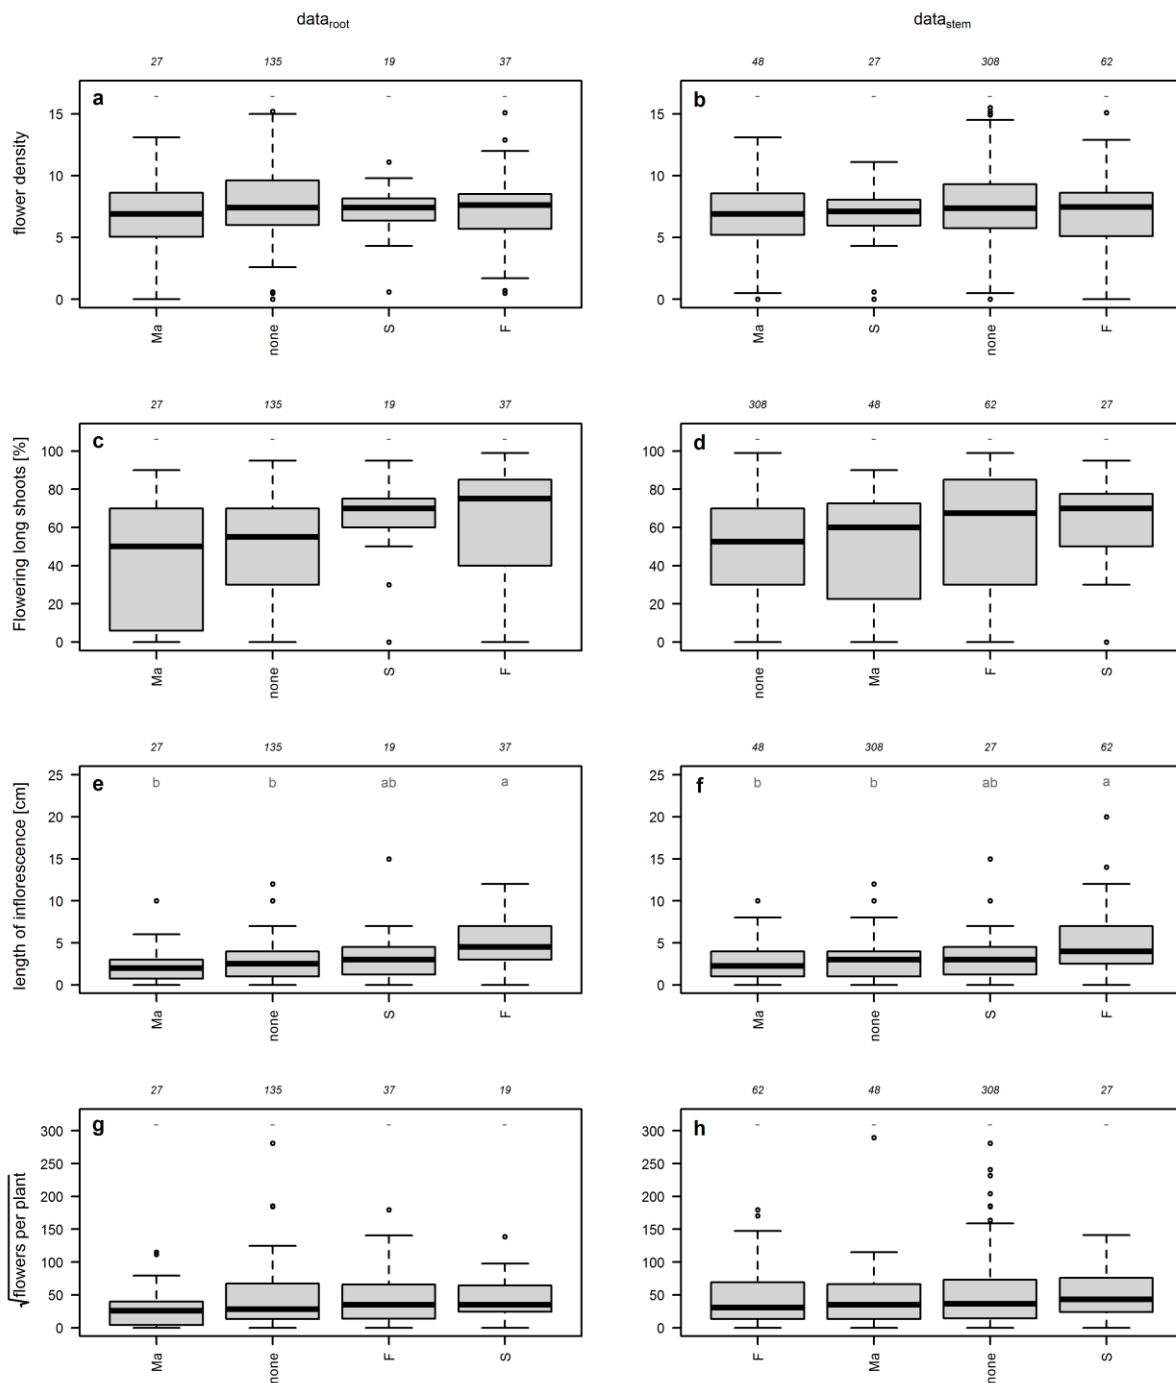 data_root data_stem
27 135 19 37 48 27 308 62
a - - - - b - - - -
flower density
15 15
10 10
5 5
0 0
Ma none S F Ma S none F
27 135 19 37 308 48 62 27
c - - - - d - - - -
Flowering long shoots [%]
100 100
80 80
60 60
40 40
20 20
0 0
Ma none S F none Ma F S
27 135 19 37 48 308 27 62
25 25
e b b ab a f b b ab a
length of inflorescence [cm]
20 20
15 15
10 10
5 5
0 0
Ma none S F Ma none S F
27 135 37 19 62 48 308 27
g - - - - h - - - -
√flowers per plant
300 300
250 250
200 200
150 150
100 100
50 50
0 0
Ma none F S F Ma none S